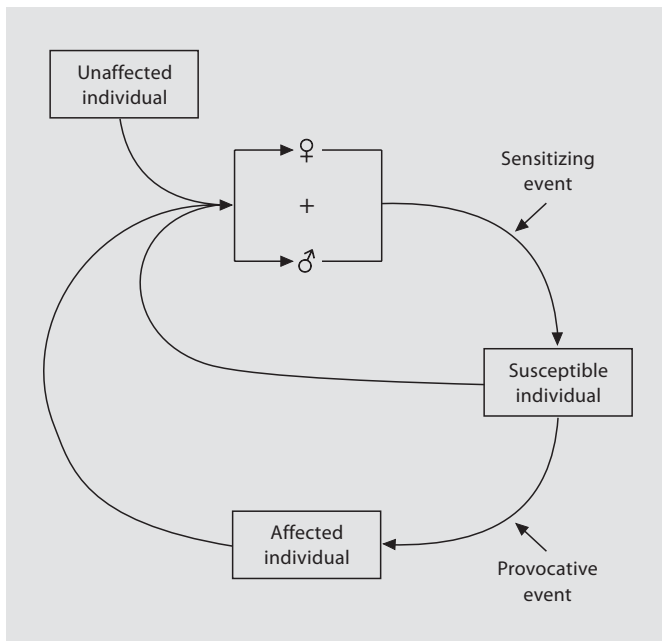 Unaffected
individual
♀
+
♂
Sensitizing
event
Susceptible
individual
Affected
individual
Provocative
event